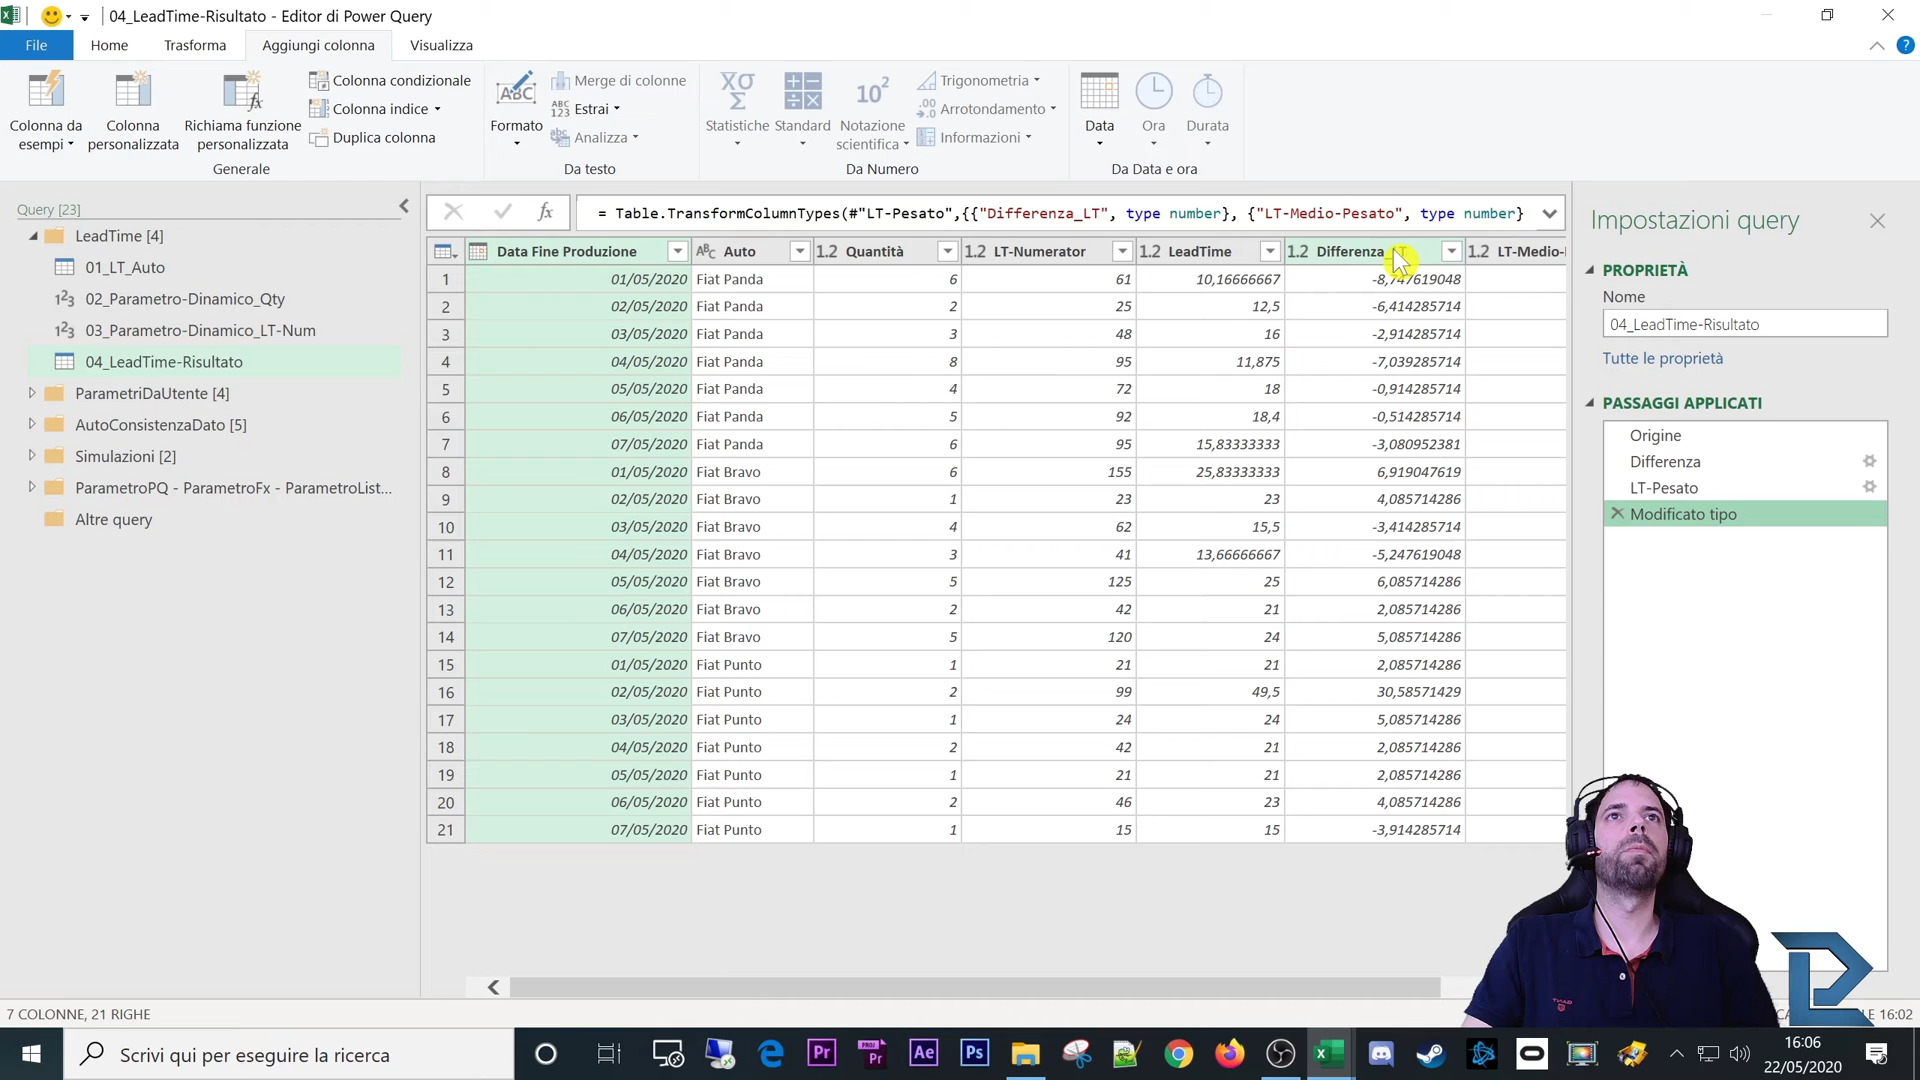 04_LeadTime-Risultato - Editor di Power Query
File Home Trasforma Aggiungi colonna Visualizza
Colonna da esempi
Colonna personalizzata
Richiama funzione personalizzata
Colonna condizionale
Colonna indice
Duplica colonna
Generale
Formato
Merge di colonne
Estrai
Analizza
Da testo
Statistiche
Standard
Notazione scientifica
Trigonometria
Arrotondamento
Informazioni
Da Numero
Data
Ora
Durata
Da Data e ora
Query [23]
LeadTime [4]
01_LT_Auto
02_Parametro-Dinamico_Qty
03_Parametro-Dinamico_LT-Num
04_LeadTime-Risultato
ParametriDaUtente [4]
AutoConsistenzaDato [5]
Simulazioni [2]
ParametroPQ - ParametroFx - ParametroList...
Altre query
= Table.TransformColumnTypes(#"LT-Pesato",{{"Differenza_LT", type number}, {"LT-Medio-Pesato", type number}
Data Fine Produzione Auto 1.2 Quantità 1.2 LT-Numerator 1.2 LeadTime 1.2 Differenza 1.2 LT-Medio-
1 01/05/2020 Fiat Panda 6 61 10,16666667 -8,747619048
2 02/05/2020 Fiat Panda 2 25 12,5 -6,414285714
3 03/05/2020 Fiat Panda 3 48 16 -2,914285714
4 04/05/2020 Fiat Panda 8 95 11,875 -7,039285714
5 05/05/2020 Fiat Panda 4 72 18 -0,914285714
6 06/05/2020 Fiat Panda 5 92 18,4 -0,514285714
7 07/05/2020 Fiat Panda 6 95 15,83333333 -3,080952381
8 01/05/2020 Fiat Bravo 6 155 25,83333333 6,919047619
9 02/05/2020 Fiat Bravo 1 23 23 4,085714286
10 03/05/2020 Fiat Bravo 4 62 15,5 -3,414285714
11 04/05/2020 Fiat Bravo 3 41 13,66666667 -5,247619048
12 05/05/2020 Fiat Bravo 5 125 25 6,085714286
13 06/05/2020 Fiat Bravo 2 42 21 2,085714286
14 07/05/2020 Fiat Bravo 5 120 24 5,085714286
15 01/05/2020 Fiat Punto 1 21 21 2,085714286
16 02/05/2020 Fiat Punto 2 99 49,5 30,58571429
17 03/05/2020 Fiat Punto 1 24 24 5,085714286
18 04/05/2020 Fiat Punto 2 42 21 2,085714286
19 05/05/2020 Fiat Punto 1 21 21 2,085714286
20 06/05/2020 Fiat Punto 2 46 23 4,085714286
21 07/05/2020 Fiat Punto 1 15 15 -3,914285714
Impostazioni query
PROPRIETÀ
Nome
04_LeadTime-Risultato
Tutte le proprietà
PASSAGGI APPLICATI
Origine
Differenza
LT-Pesato
Modificato tipo
7 COLONNE, 21 RIGHE
LE 16:02
Scrivi qui per eseguire la ricerca
16:06
22/05/2020